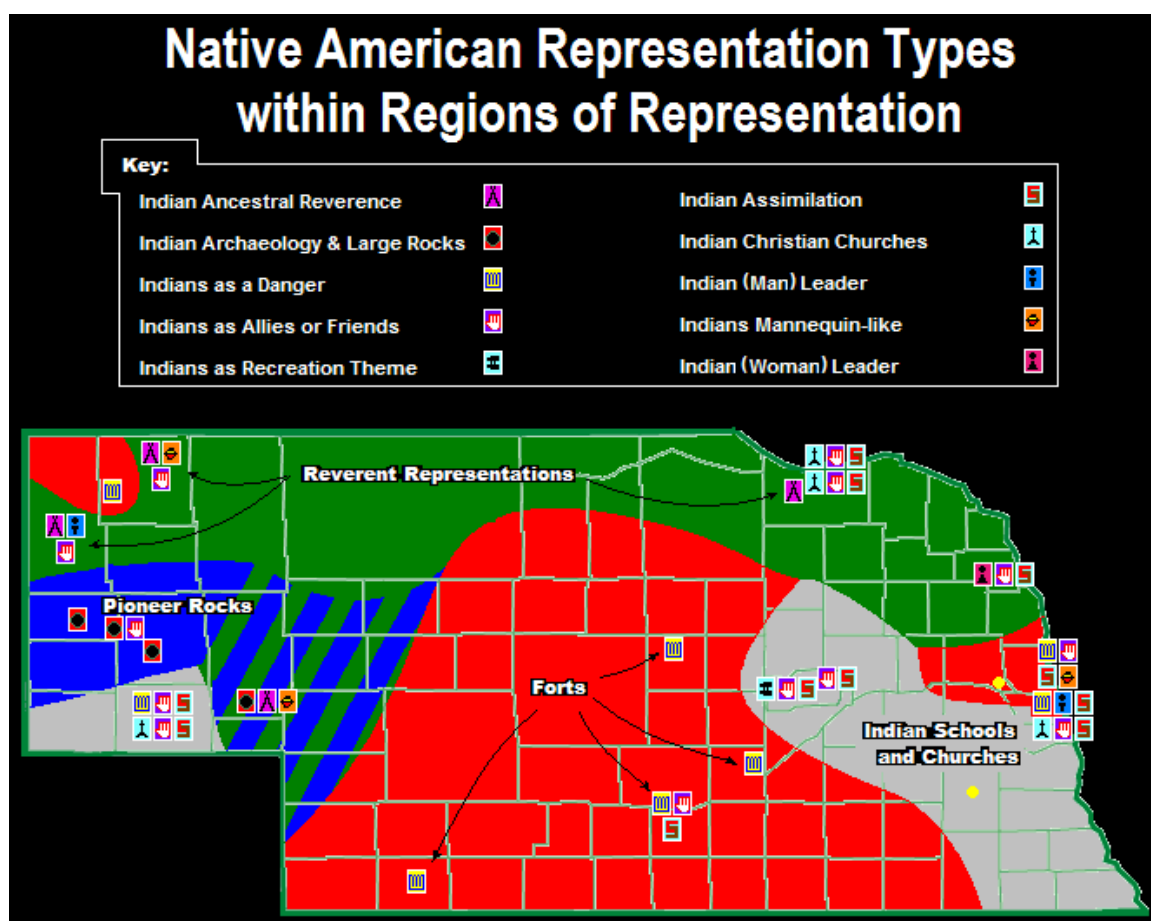 Native American Representation Types
within Regions of Representation
Key:
Indian Ancestral Reverence
Indian Archaeology & Large Rocks
Indians as a Danger
Indians as Allies or Friends
Indians as Recreation Theme
Indian Assimilation
Indian Christian Churches
Indian (Man) Leader
Indians Mannequin-like
Indian (Woman) Leader
Reverent Representations
Pioneer Rocks
Forts
Indian Schools
and Churches